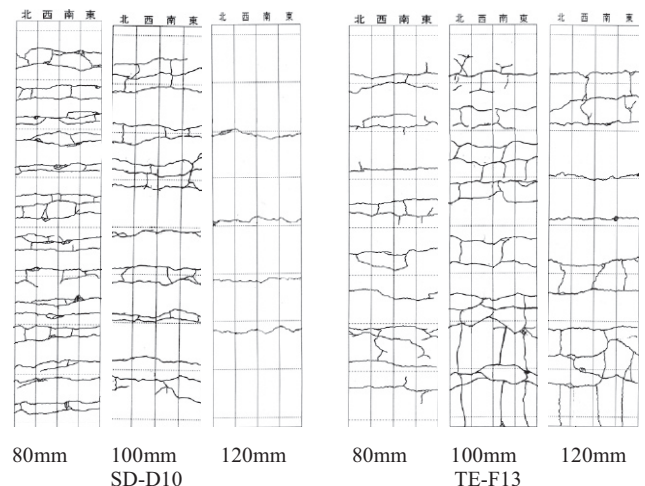 北 西 南 東 北 西 南 東 北 西 南 東 北 西 南 東 北 西 南 東 北 西 南 東
80mm 100mm 120mm 80mm 100mm 120mm
SD-D10 TE-F13